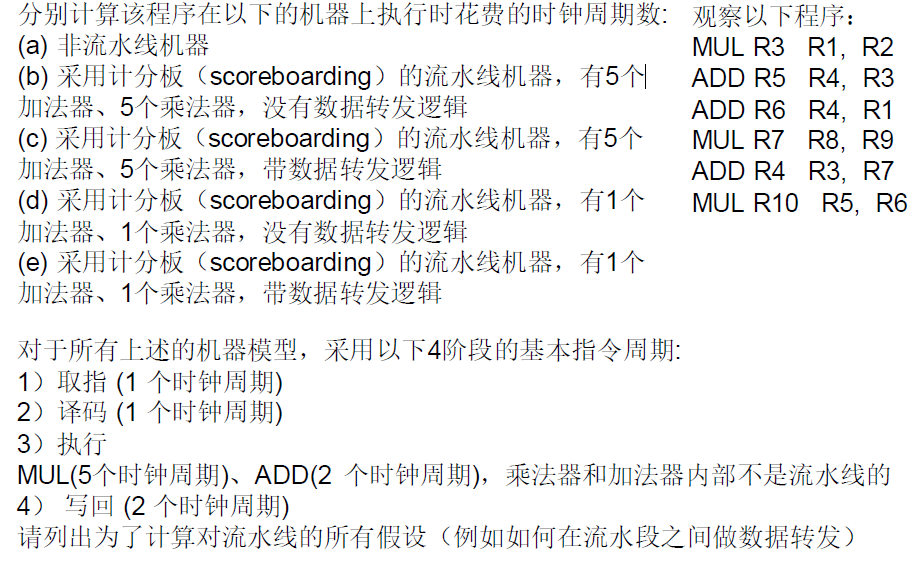 分别计算该程序在以下的机器上执行时花费的时钟周期数:
(a) 非流水线机器
(b) 采用计分板（scoreboarding）的流水线机器，有5个
加法器、5个乘法器，没有数据转发逻辑
(c) 采用计分板（scoreboarding）的流水线机器，有5个
加法器、5个乘法器，带数据转发逻辑
(d) 采用计分板（scoreboarding）的流水线机器，有1个
加法器、1个乘法器，没有数据转发逻辑
(e) 采用计分板（scoreboarding）的流水线机器，有1个
加法器、1个乘法器，带数据转发逻辑
观察以下程序：
MUL R3 R1, R2
ADD R5 R4, R3
ADD R6 R4, R1
MUL R7 R8, R9
ADD R4 R3, R7
MUL R10 R5, R6
对于所有上述的机器模型，采用以下4阶段的基本指令周期:
1）取指 (1 个时钟周期)
2）译码 (1 个时钟周期)
3）执行
MUL(5个时钟周期)、ADD(2 个时钟周期)，乘法器和加法器内部不是流水线的
4） 写回 (2 个时钟周期)
请列出为了计算对流水线的所有假设（例如如何在流水段之间做数据转发）